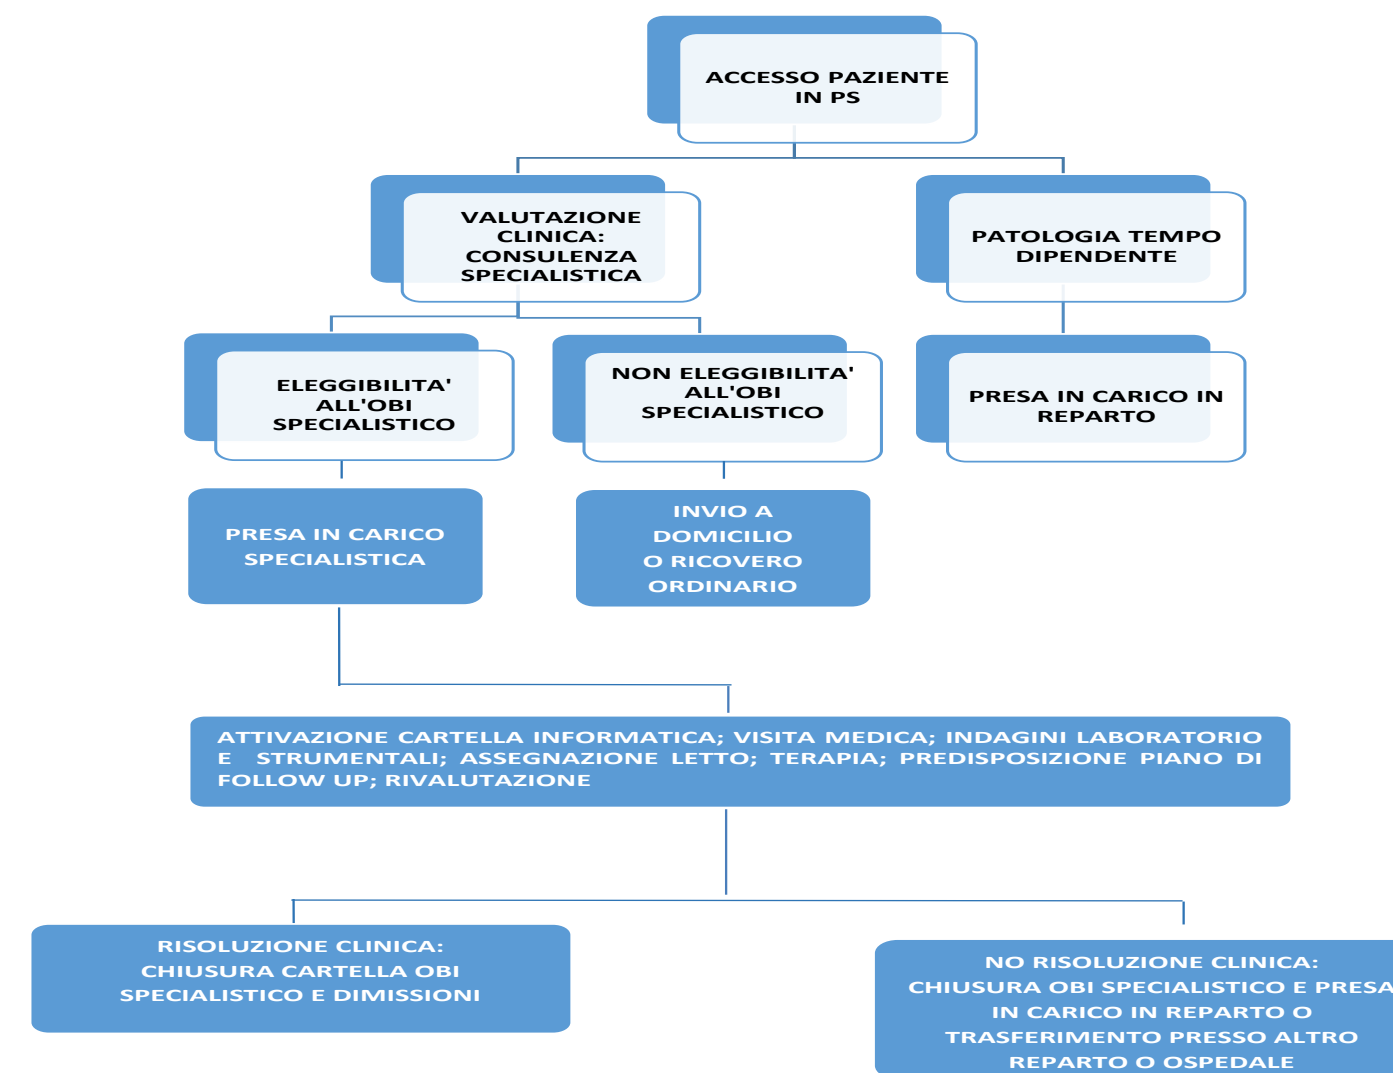 ACCESSO PAZIENTE
IN PS
VALUTAZIONE
CLINICA:
CONSULENZA
SPECIALISTICA
PATOLOGIA TEMPO
DIPENDENTE
ELEGGIBILITA'
ALL'OBI
SPECIALISTICO
NON ELEGGIBILITA'
ALL'OBI
SPECIALISTICO
PRESA IN CARICO IN
REPARTO
PRESA IN CARICO
SPECIALISTICA
INVIO A
DOMICILIO
O RICOVERO
ORDINARIO
ATTIVAZIONE CARTELLA INFORMATICA; VISITA MEDICA; INDAGINI LABORATORIO
E STRUMENTALI; ASSEGNAZIONE LETTO; TERAPIA; PREDISPOSIZIONE PIANO DI
FOLLOW UP; RIVALUTAZIONE
RISOLUZIONE CLINICA:
CHIUSURA CARTELLA OBI
SPECIALISTICO E DIMISSIONI
NO RISOLUZIONE CLINICA:
CHIUSURA OBI SPECIALISTICO E PRESA
IN CARICO IN REPARTO O
TRASFERIMENTO PRESSO ALTRO
REPARTO O OSPEDALE